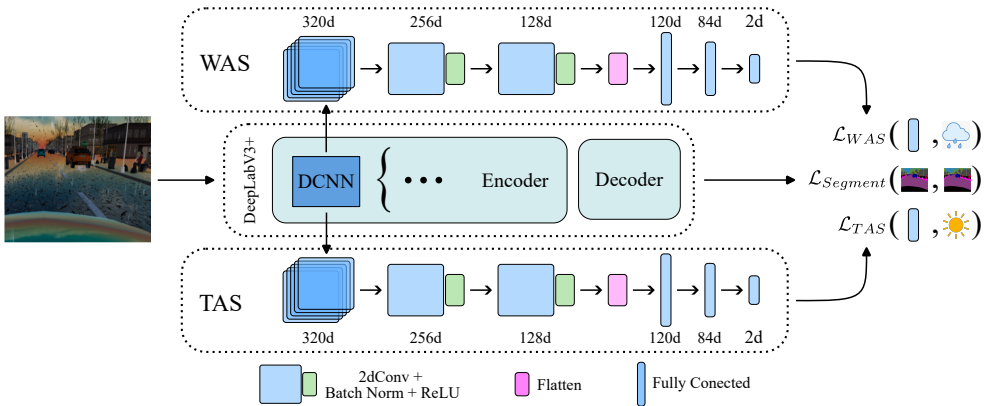 320d 256d 128d 120d 84d 2d
WAS
DeepLabV3+
DCNN { ••• Encoder Decoder
ℒ_WAS( , )
ℒ_Segment( , )
ℒ_TAS( , )
TAS
320d 256d 128d 120d 84d 2d
2dConv +
Batch Norm + ReLU
Flatten
Fully Conected